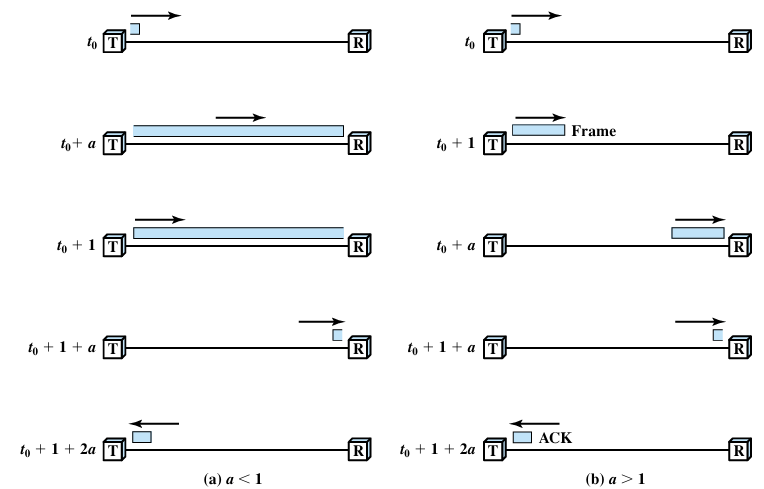 t0 T R
t0 + a T R
t0 + 1 T R
t0 + 1 + a T R
t0 + 1 + 2a T R
(a) a < 1
t0 T R
t0 + 1 T Frame R
t0 + a T R
t0 + 1 + a T R
t0 + 1 + 2a T ACK R
(b) a > 1